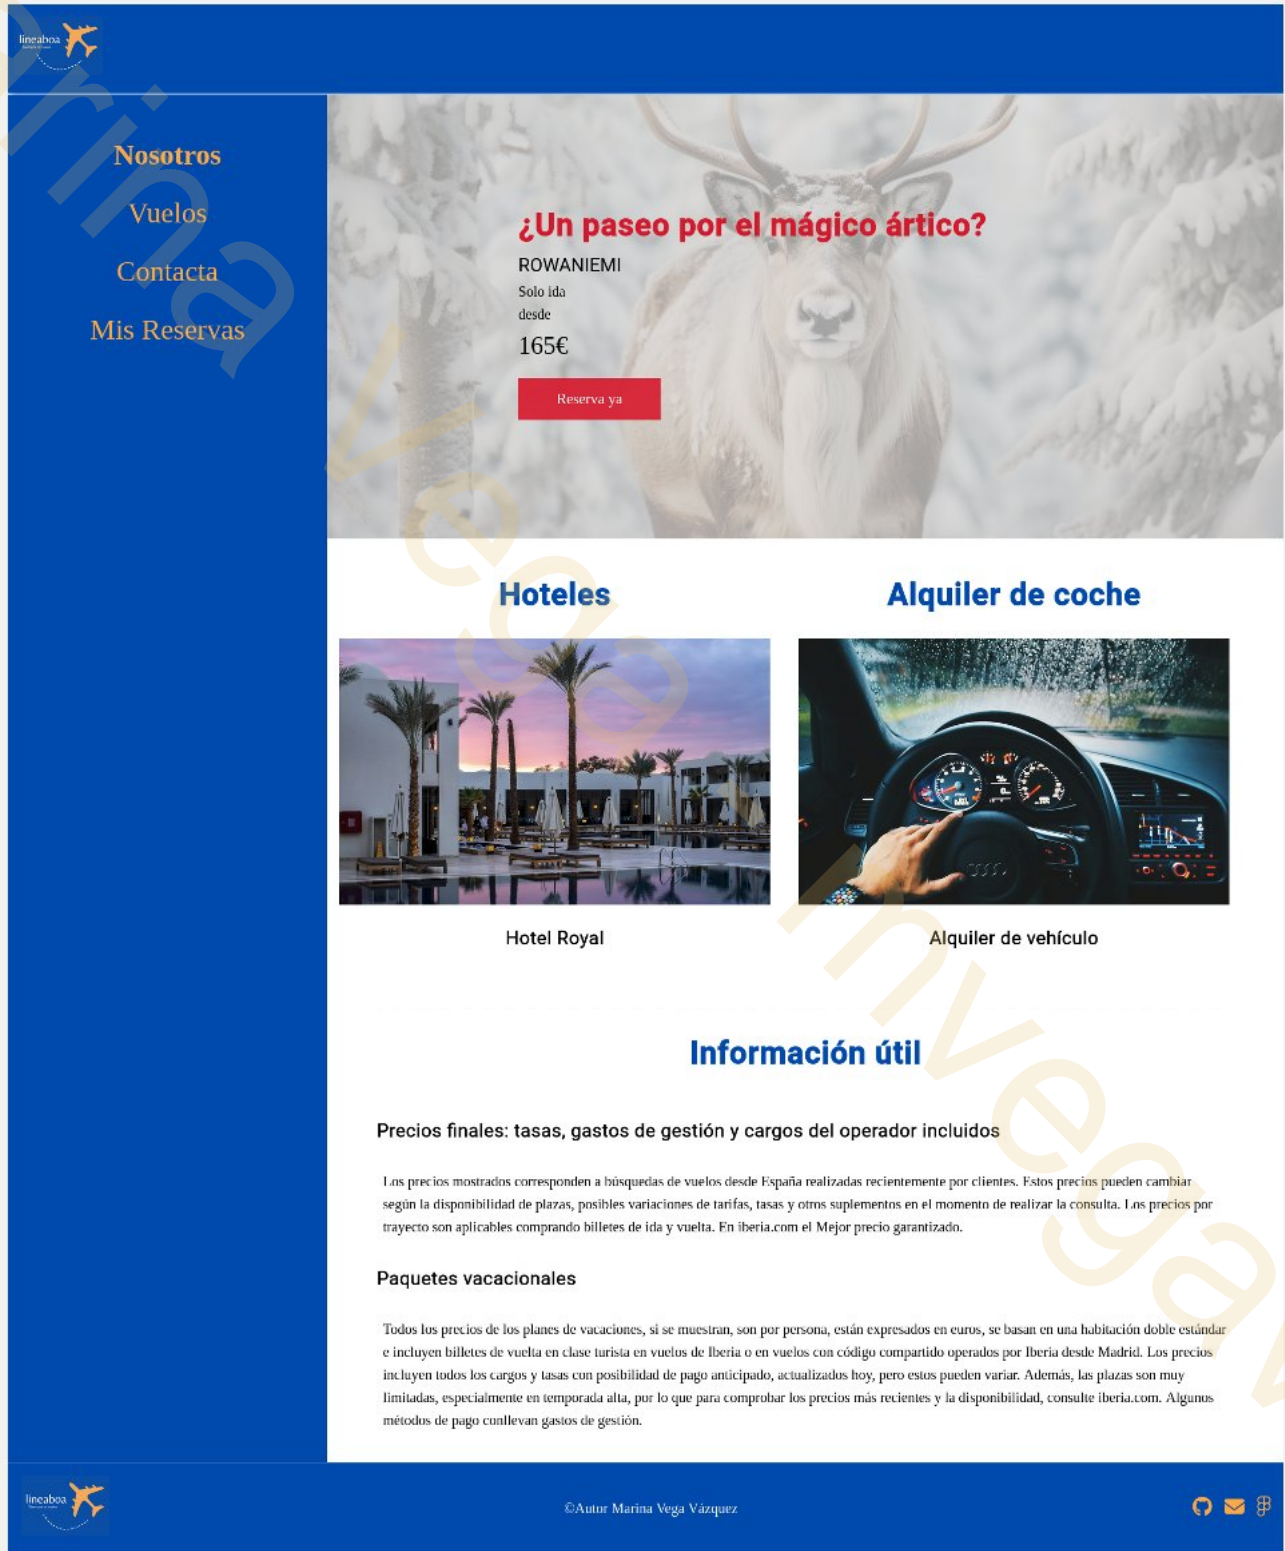 lineaboa
Nosotros
Vuelos
Contacta
Mis Reservas
¿Un paseo por el mágico ártico?
ROWANIEMI
Solo ida
desde
165€
Reserva ya
Hoteles
Alquiler de coche
Hotel Royal
Alquiler de vehículo
Información útil
Precios finales: tasas, gastos de gestión y cargos del operador incluidos
Los precios mostrados corresponden a búsquedas de vuelos desde España realizadas recientemente por clientes. Estos precios pueden cambiar
según la disponibilidad de plazas, posibles variaciones de tarifas, tasas y otros suplementos en el momento de realizar la consulta. Los precios por
trayecto son aplicables comprando billetes de ida y vuelta. En iberia.com el Mejor precio garantizado.
Paquetes vacacionales
Todos los precios de los planes de vacaciones, si se muestran, son por persona, están expresados en euros, se basan en una habitación doble estándar
e incluyen billetes de vuelta en clase turista en vuelos de Iberia o en vuelos con código compartido operados por Iberia desde Madrid. Los precios
incluyen todos los cargos y tasas con posibilidad de pago anticipado, actualizados hoy, pero estos pueden variar. Además, las plazas son muy
limitadas, especialmente en temporada alta, por lo que para comprobar los precios más recientes y la disponibilidad, consulte iberia.com. Algunos
métodos de pago conllevan gastos de gestión.
lineaboa
©Autor Marina Vega Vázquez